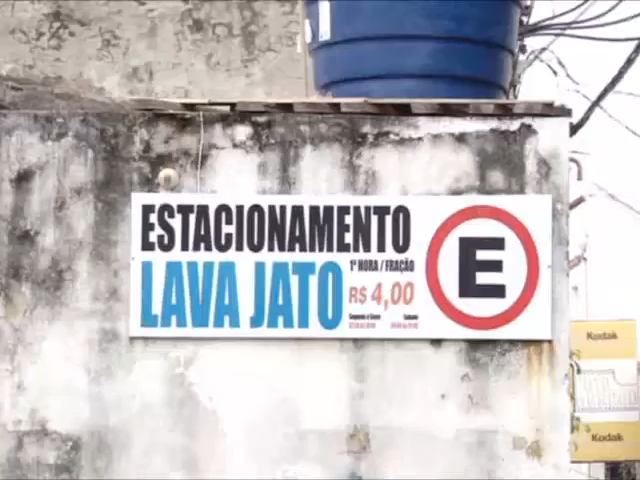 ESTACIONAMENTO
LAVA JATO
1ª HORA / FRAÇÃO
R$ 4,00
E
Kodak
Kodak